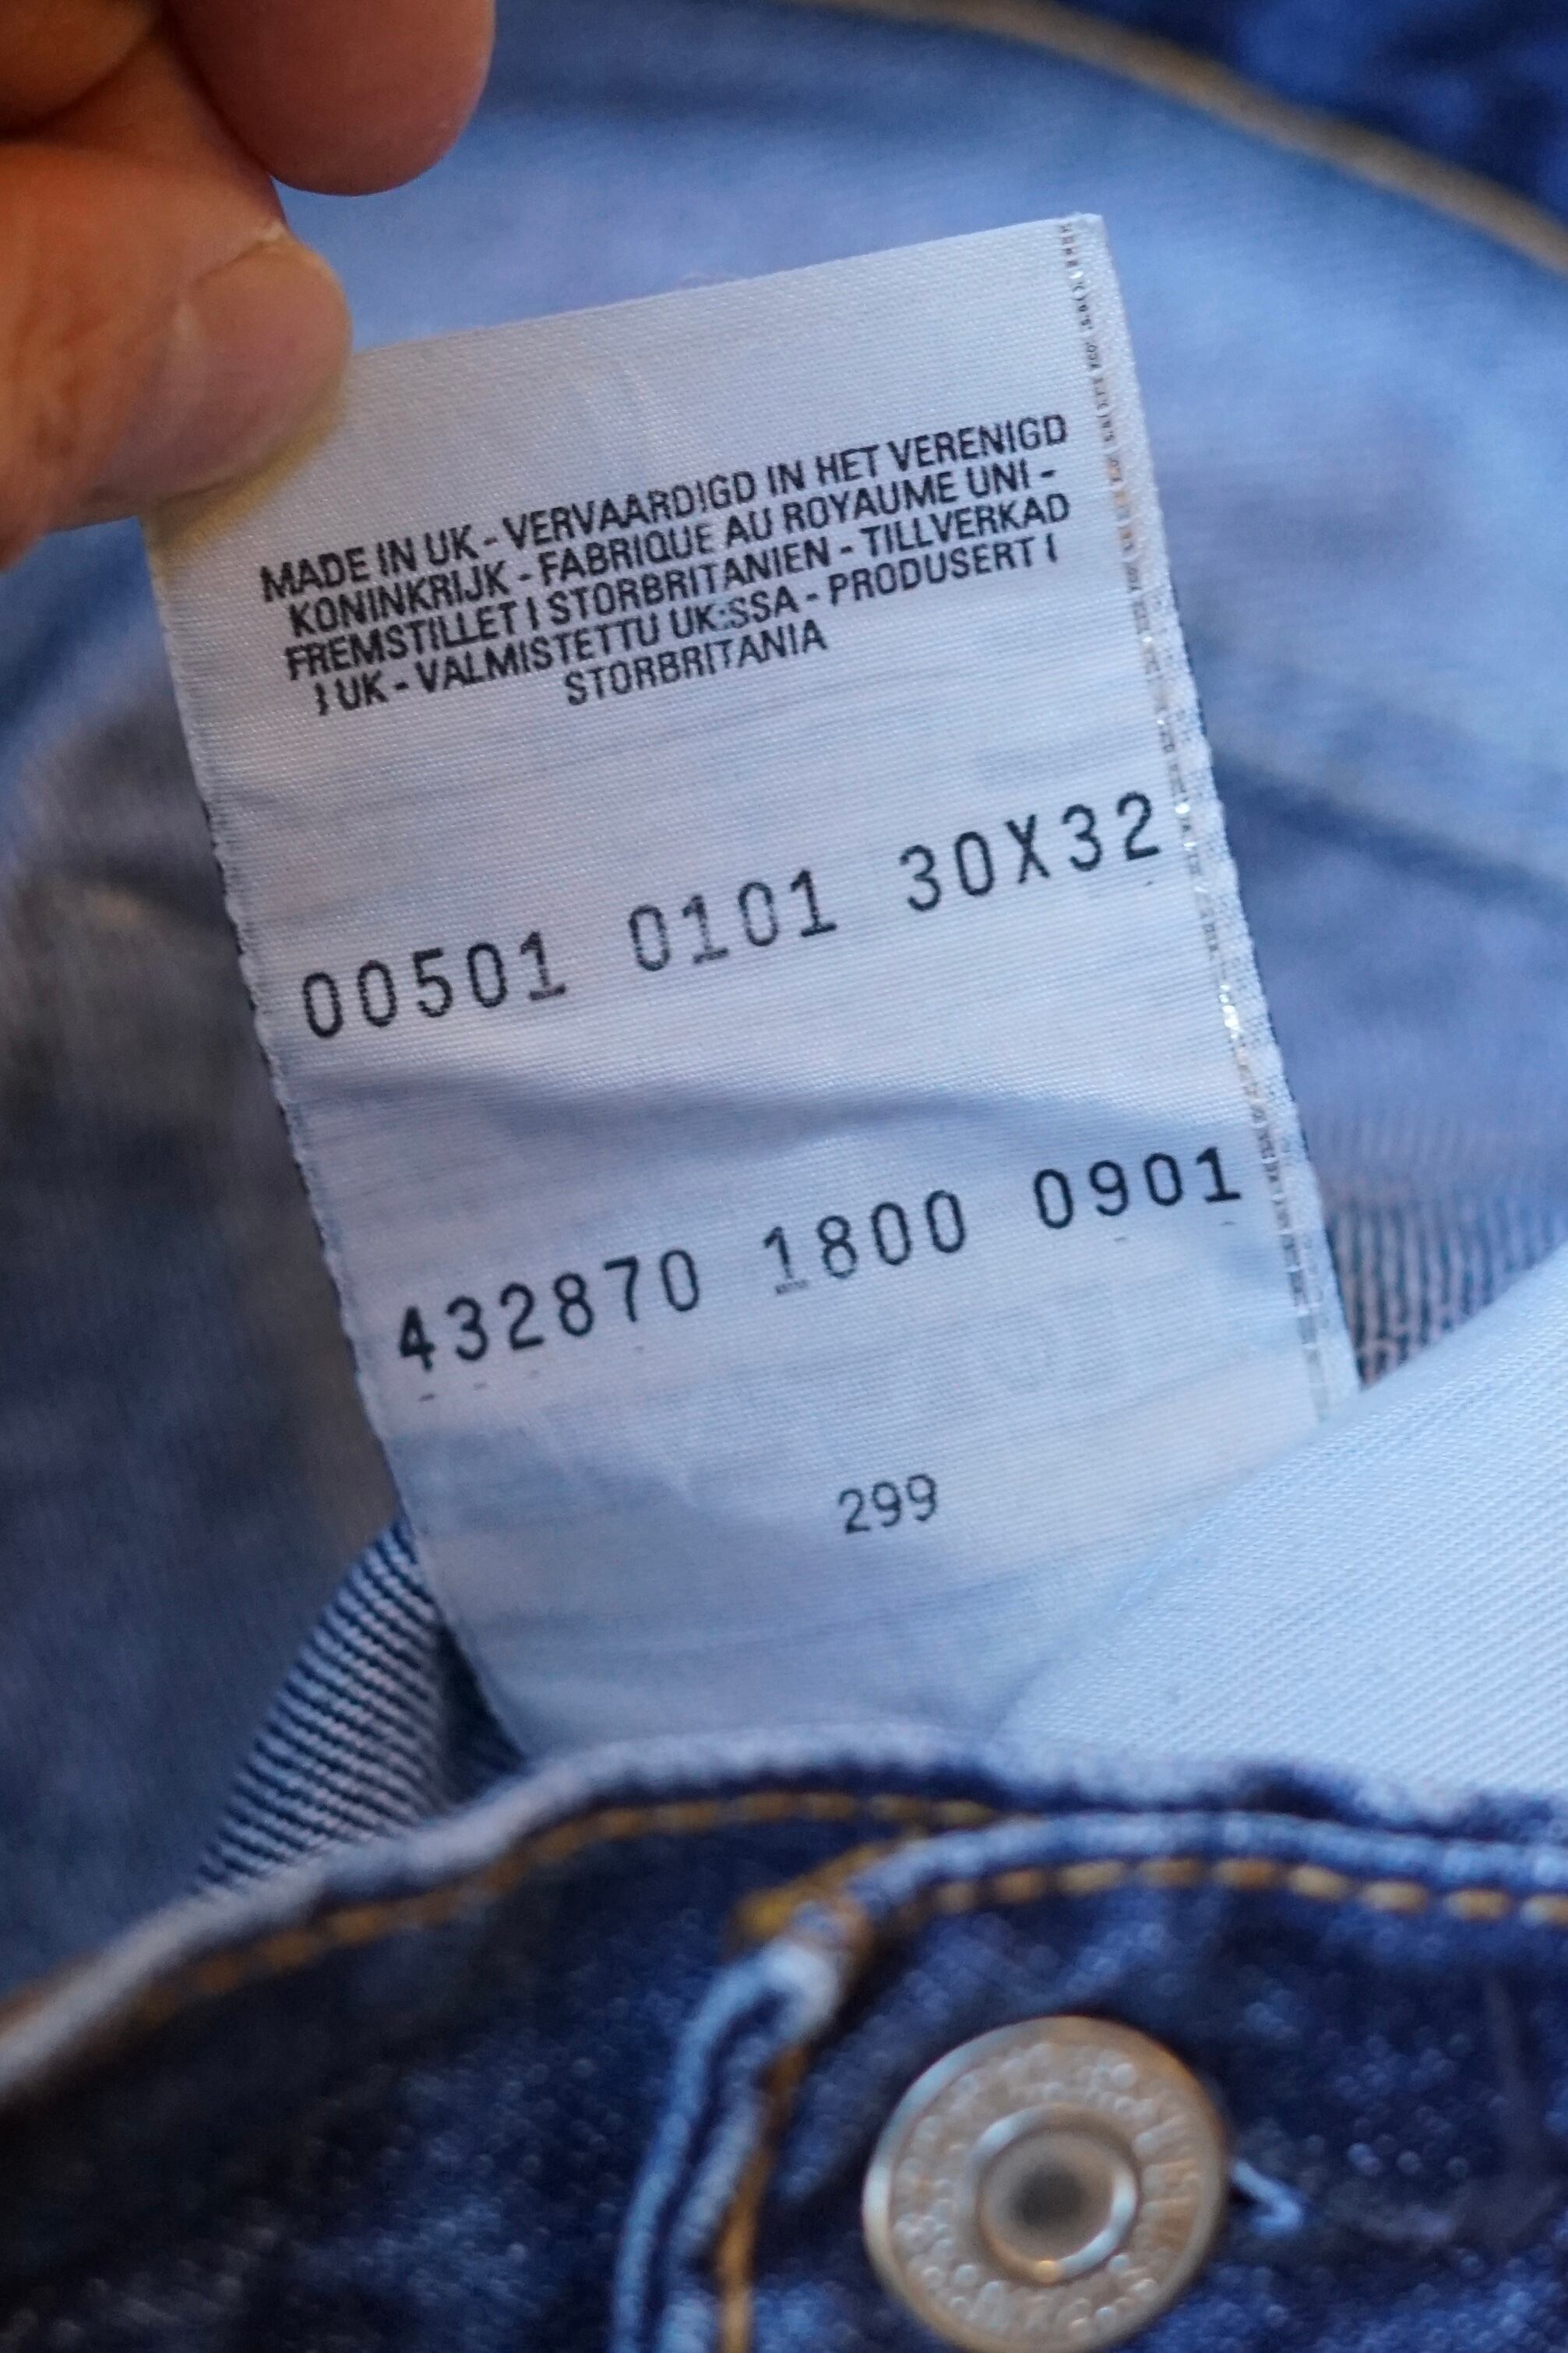 MADE IN UK - VERVAARDIGD IN HET VERENIGD
KONINKRIJK - FABRIQUE AU ROYAUME UNI -
FREMSTILLET I STORBRITANIEN - TILLVERKAD
I UK - VALMISTETTU UK:SSA - PRODUSERT I
STORBRITANIA
00501 0101 30X32
432870 1800 0901
299